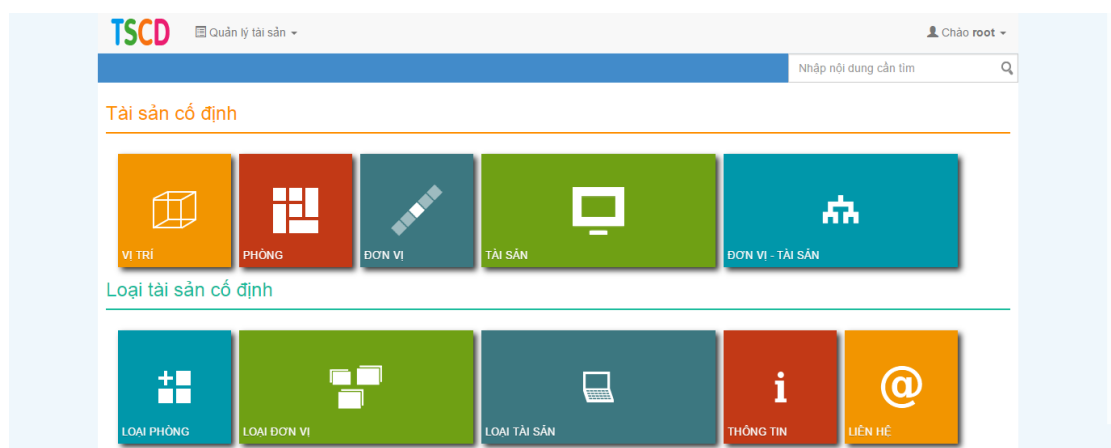 TSCD Quản lý tài sản Chào root
Nhập nội dung cần tìm
Tài sản cố định
VỊ TRÍ PHÒNG ĐƠN VỊ TÀI SẢN ĐƠN VỊ - TÀI SẢN
Loại tài sản cố định
LOẠI PHÒNG LOẠI ĐƠN VỊ LOẠI TÀI SẢN THÔNG TIN LIÊN HỆ